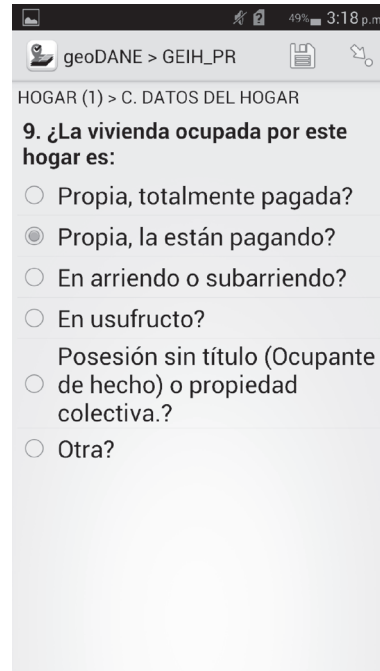 49% 3:18 p.m
geoDANE > GEIH_PR
HOGAR (1) > C. DATOS DEL HOGAR
9. ¿La vivienda ocupada por este
hogar es:
Propia, totalmente pagada?
Propia, la están pagando?
En arriendo o subarriendo?
En usufructo?
Posesión sin título (Ocupante
de hecho) o propiedad
colectiva.?
Otra?